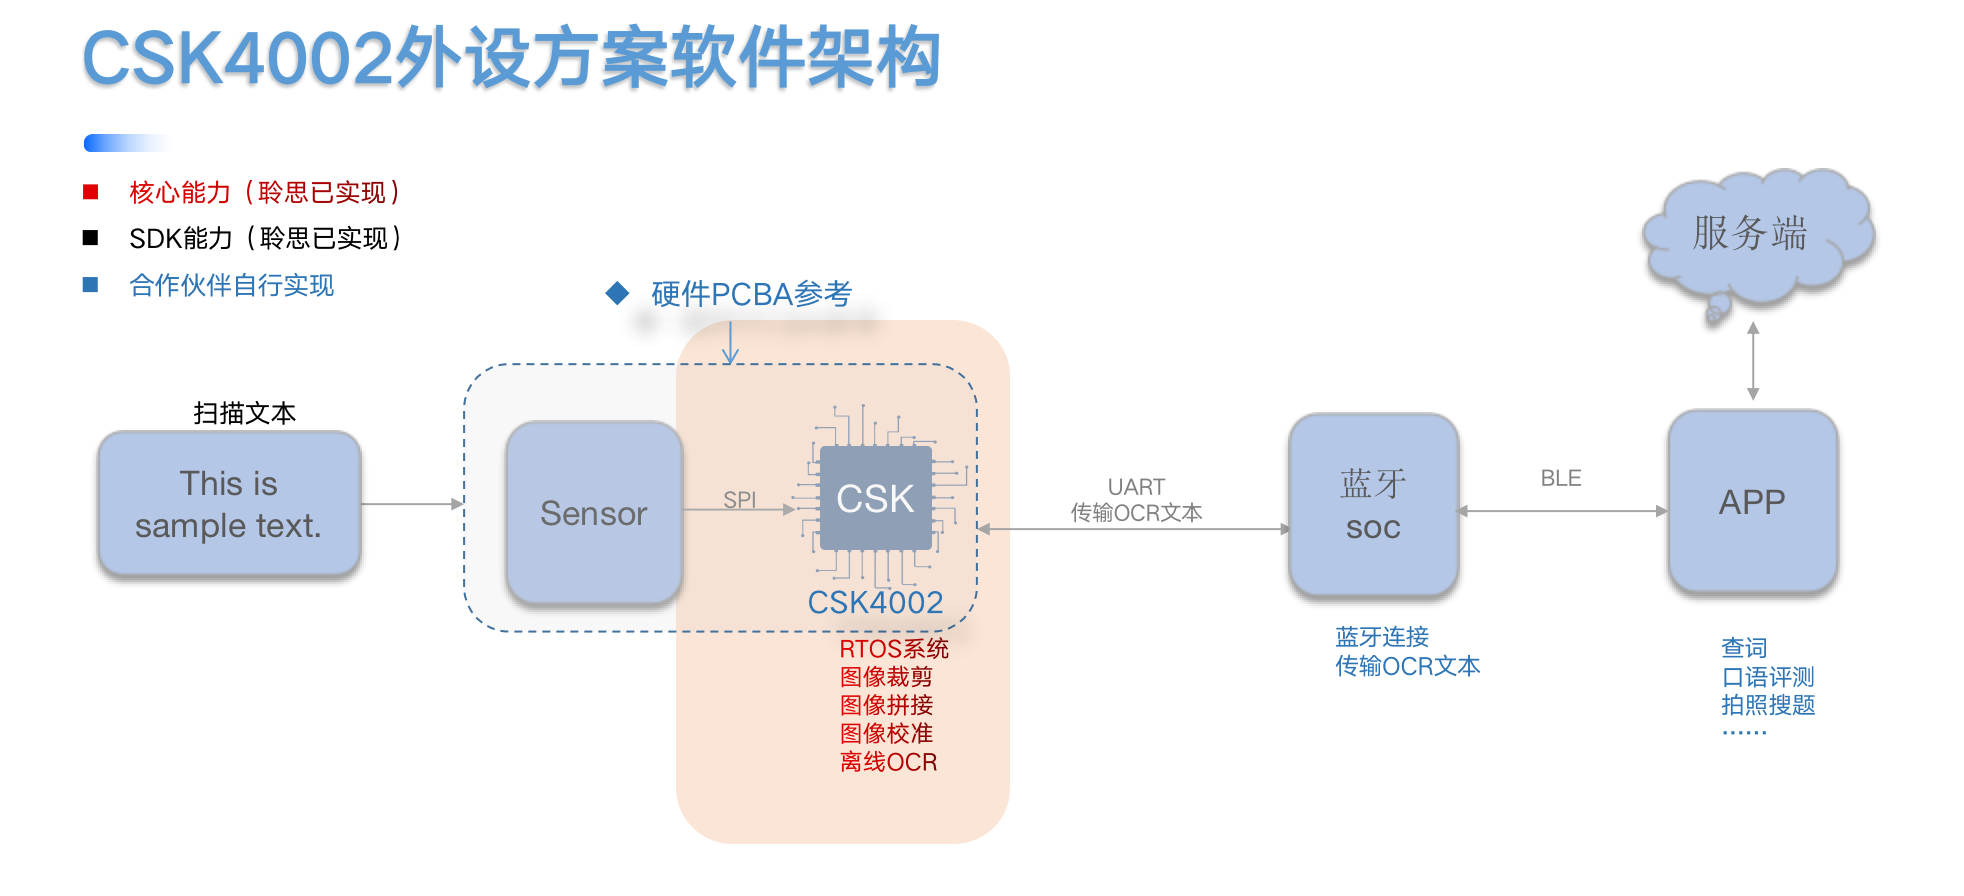 CSK4002外设方案软件架构
核心能力（聆思已实现）
SDK能力（聆思已实现）
合作伙伴自行实现
硬件PCBA参考
服务端
扫描文本
This is
sample text.
Sensor
SPI
CSK
CSK4002
RTOS系统
图像裁剪
图像拼接
图像校准
离线OCR
UART
传输OCR文本
蓝牙
soc
蓝牙连接
传输OCR文本
BLE
APP
查词
口语评测
拍照搜题
……